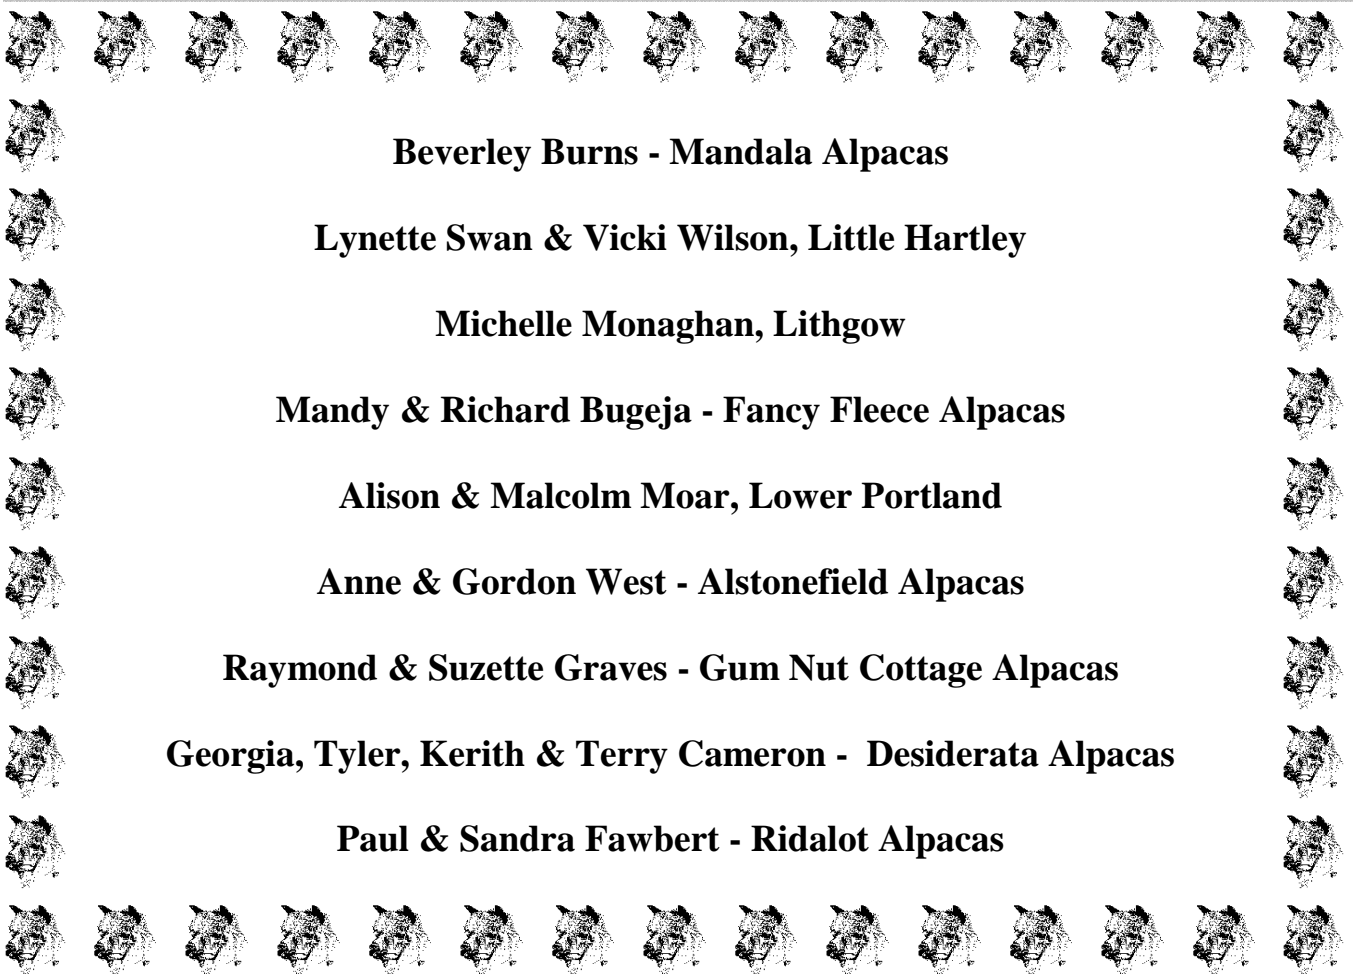 Beverley Burns - Mandala Alpacas
Lynette Swan & Vicki Wilson, Little Hartley
Michelle Monaghan, Lithgow
Mandy & Richard Bugeja - Fancy Fleece Alpacas
Alison & Malcolm Moar, Lower Portland
Anne & Gordon West - Alstonefield Alpacas
Raymond & Suzette Graves - Gum Nut Cottage Alpacas
Georgia, Tyler, Kerith & Terry Cameron -  Desiderata Alpacas
Paul & Sandra Fawbert - Ridalot Alpacas